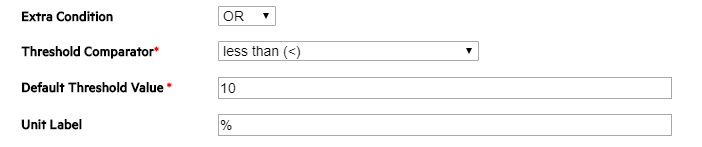 Extra Condition OR
Threshold Comparator* less than (<)
Default Threshold Value * 10
Unit Label %